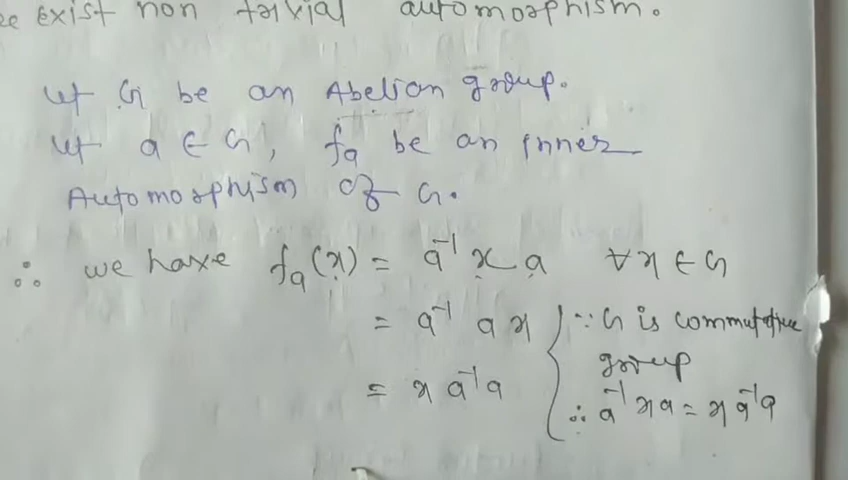 exist non trivial automorphism.
Let G be an Abelian group.
Let a ∈ G, fa be an inner
Automorphism of G.
∴ we have fa(x) = a⁻¹ x a ∀ x ∈ G
= a⁻¹ a x ∵ G is commutative
group
= x a⁻¹ a
∴ a⁻¹ x a = x a⁻¹ a